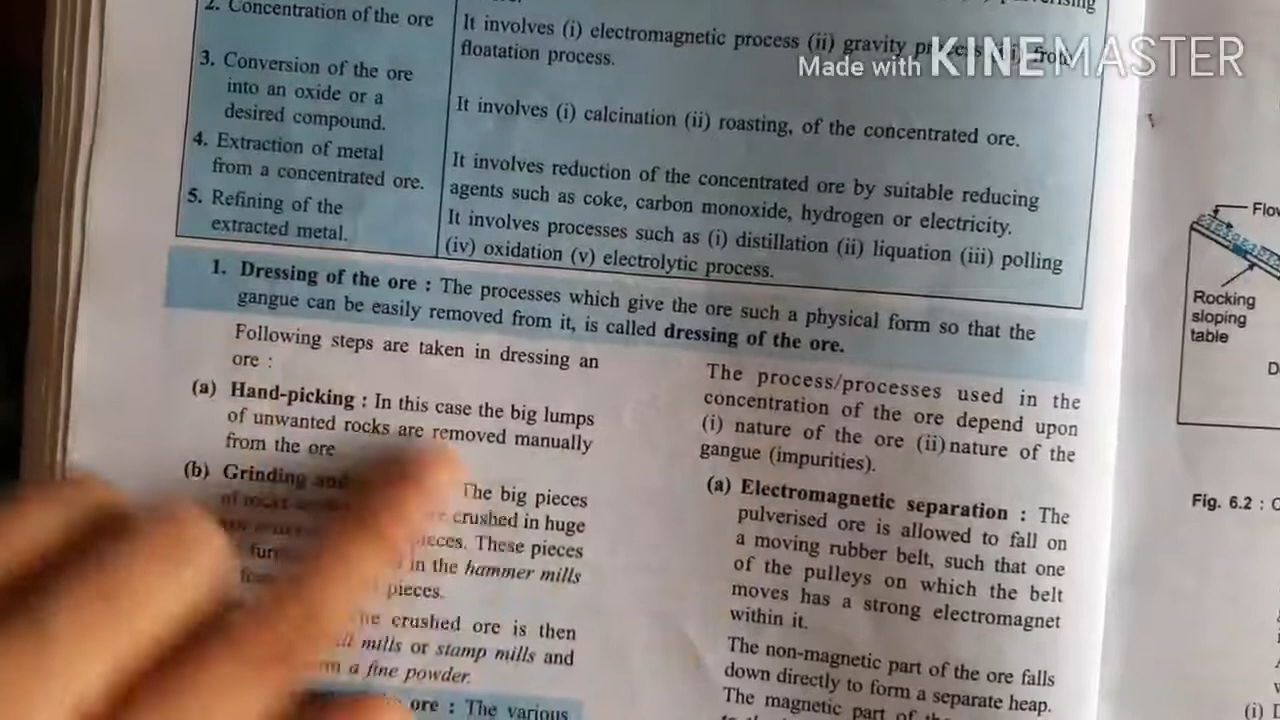 2. Concentration of the ore
3. Conversion of the ore
into an oxide or a
desired compound.
4. Extraction of metal
from a concentrated ore.
5. Refining of the
extracted metal.
It involves (i) electromagnetic process (ii) gravity
floatation process.
It involves (i) calcination (ii) roasting, of the concentrated ore.
It involves reduction of the concentrated ore by suitable reducing
agents such as coke, carbon monoxide, hydrogen or electricity.
It involves processes such as (i) distillation (ii) liquation (iii) polling
(iv) oxidation (v) electrolytic process.
Made with KINEMASTER
1. Dressing of the ore : The processes which give the ore such a physical form so that the
gangue can be easily removed from it, is called dressing of the ore.
Following steps are taken in dressing an
ore :
(a) Hand-picking : In this case the big lumps
of unwanted rocks are removed manually
from the ore
(b) Grinding and
The big pieces
crushed in huge
These pieces
in the hammer mills
pieces.
crushed ore is then
mills or stamp mills and
a fine powder.
ore : The various
The process/processes used in the
concentration of the ore depend upon
(i) nature of the ore (ii) nature of the
gangue (impurities).
(a) Electromagnetic separation : The
pulverised ore is allowed to fall on
a moving rubber belt, such that one
of the pulleys on which the belt
moves has a strong electromagnet
within it.
The non-magnetic part of the ore falls
down directly to form a separate heap.
The magnetic part of
Rocking
sloping
table
Fig. 6.2 :
(i)